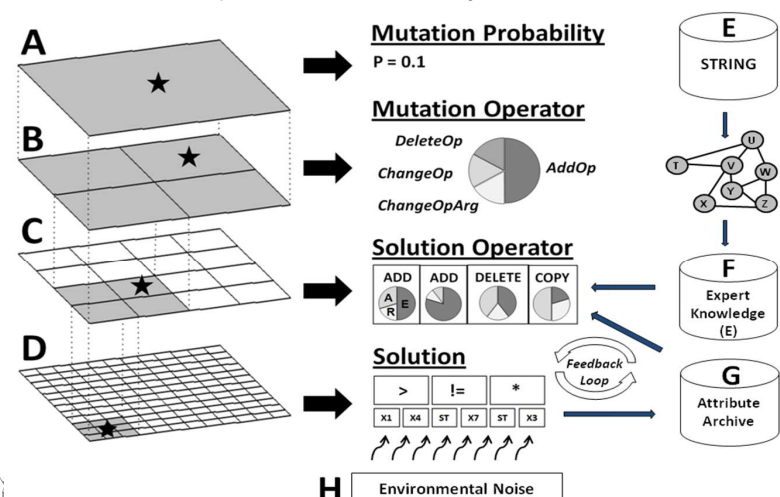 A
Mutation Probability
P = 0.1
E
STRING
B
Mutation Operator
DeleteOp
ChangeOp
AddOp
ChangeOpArg
U
T
V
W
Y
X
Z
C
Solution Operator
ADD ADD DELETE COPY
A E
R
F
Expert
Knowledge
(E)
D
Solution
> != *
X1 X4 ST X7 ST X3
Feedback
Loop
G
Attribute
Archive
H
Environmental Noise